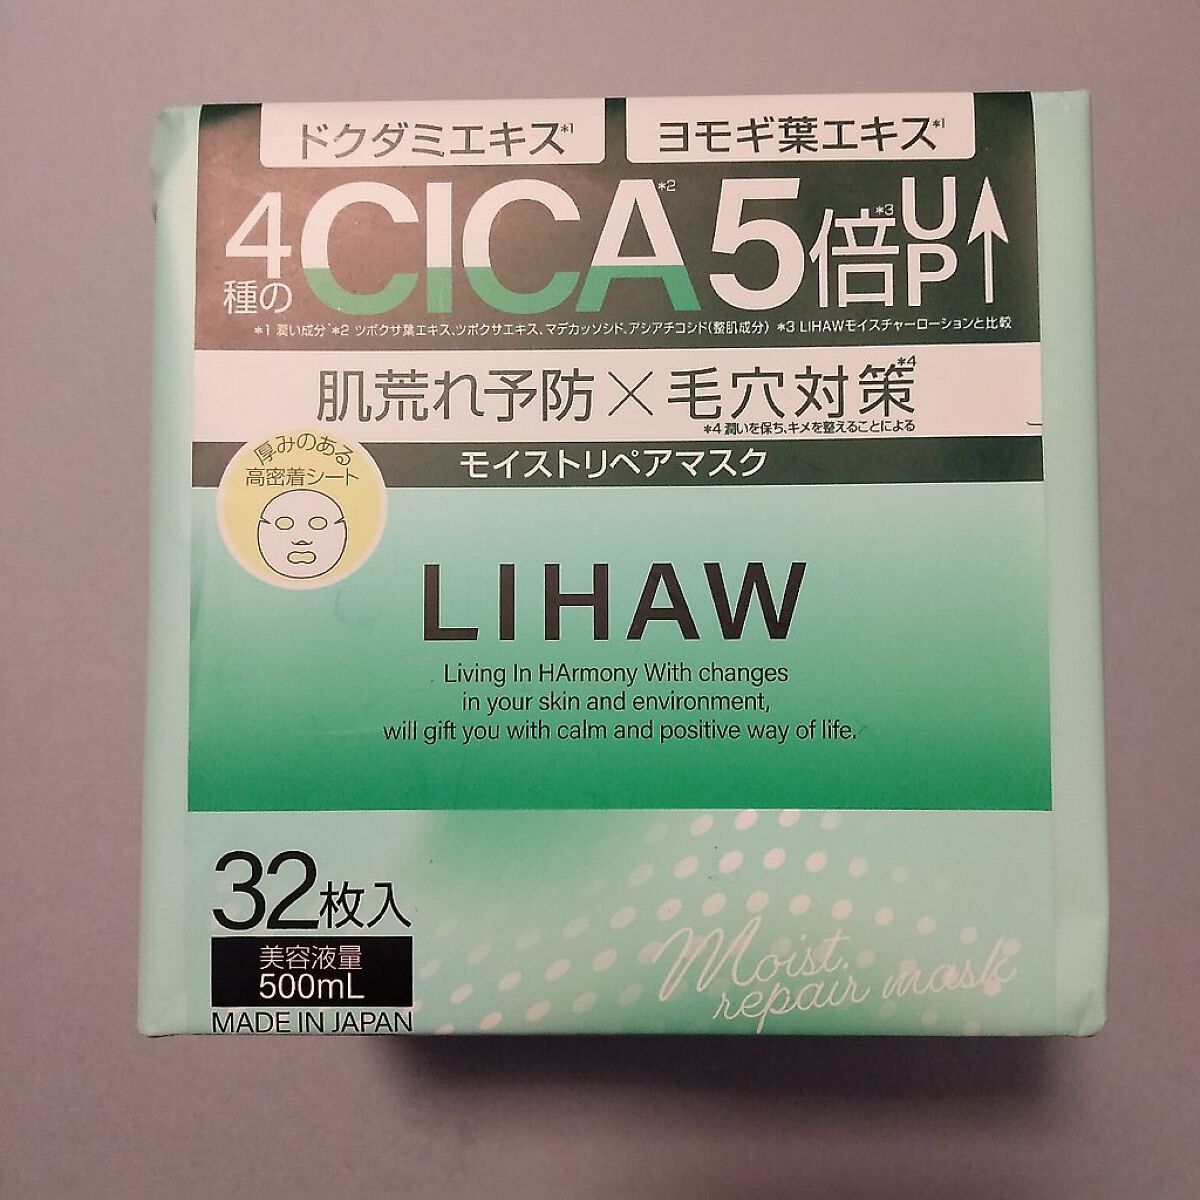 ドクダミエキス*1 ヨモギ葉エキス*1
4種のCICA*2 5倍*3 UP↑
*1 潤い成分 *2 ツボクサ葉エキス、ツボクサエキス、マデカッソシド、アシアチコシド(整肌成分) *3 LIHAWモイスチャーローションと比較
肌荒れ予防×毛穴対策*4
*4 潤いを保ち、キメを整えることによる
モイストリペアマスク
厚みのある
高密着シート
LIHAW
Living In HArmony With changes
in your skin and environment,
will gift you with calm and positive way of life.
32枚入
美容液量
500mL
MADE IN JAPAN
Moist
repair mask